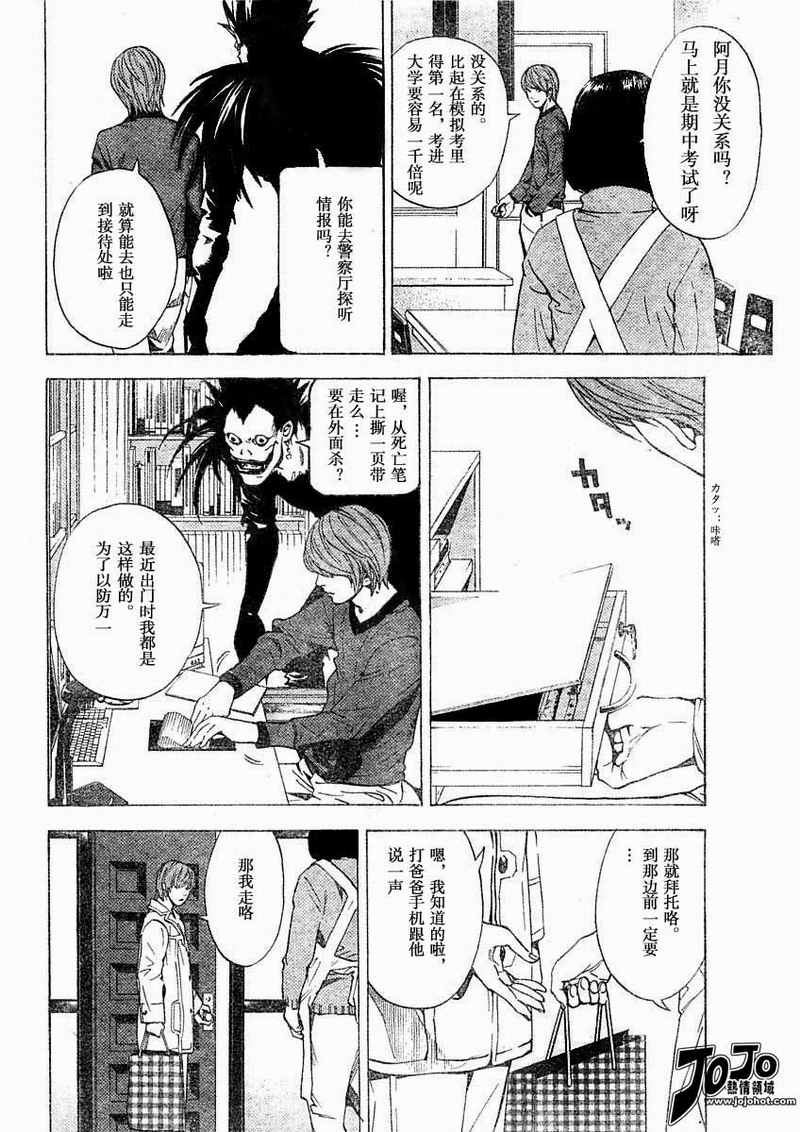 阿月你没关系吗？
马上就是期中考试了呀
没关系的。
比起在模拟考里
得第一名，考进
大学要容易一千倍呢
你能去警察厅探听
情报吗？
就算能去也只能走
到接待处啦
カタッ
カタッ：咔嗒
喔，从死亡笔
记上撕一页带
走么…
要在外面杀？
最近出门时我都是
这样做的。
为了以防万一
那就拜托咯。
到那边前一定要
…
嗯，我知道的啦，
打爸爸手机跟他
说一声
那我走咯
JOJO
熱情領域
www.jojohot.com